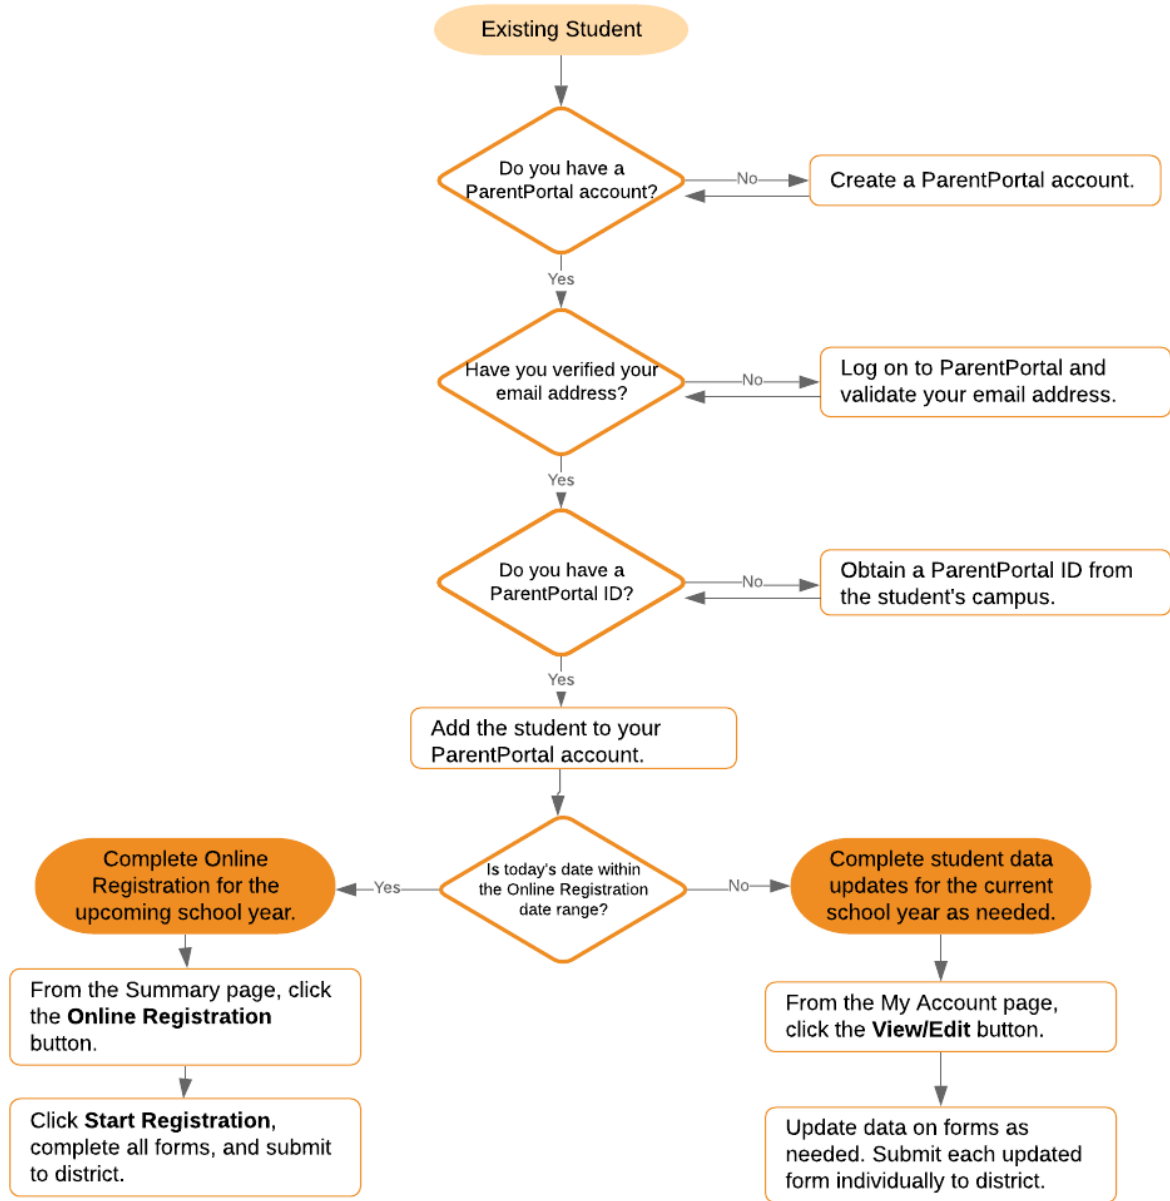 Existing Student
Do you have a
ParentPortal account?
No
Create a ParentPortal account.
Yes
Have you verified your
email address?
No
Log on to ParentPortal and
validate your email address.
Yes
Do you have a
ParentPortal ID?
No
Obtain a ParentPortal ID from
the student's campus.
Yes
Add the student to your
ParentPortal account.
Is today's date within
the Online Registration
date range?
Yes
Complete Online
Registration for the
upcoming school year.
From the Summary page, click
the Online Registration
button.
Click Start Registration,
complete all forms, and submit
to district.
No
Complete student data
updates for the current
school year as needed.
From the My Account page,
click the View/Edit button.
Update data on forms as
needed. Submit each updated
form individually to district.